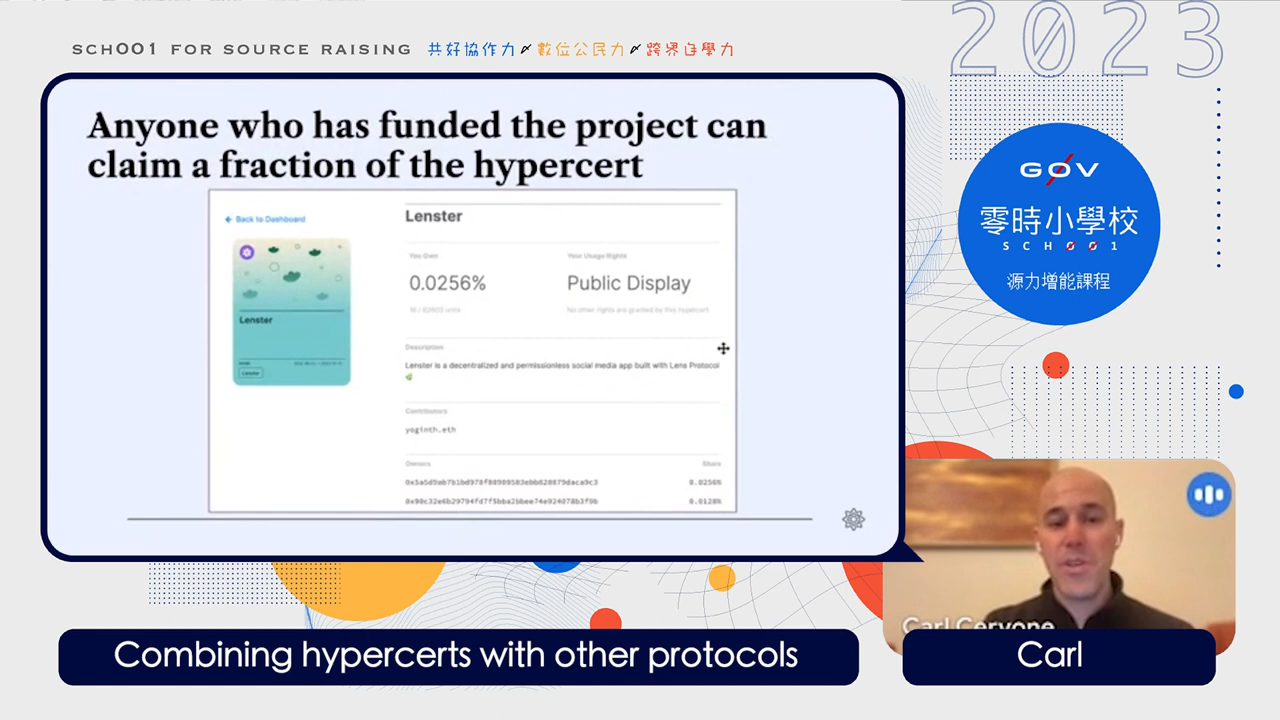 SCH001 FOR SOURCE RAISING 共好協作力 數位公民力 跨界自學力
2023
Anyone who has funded the project can
claim a fraction of the hypercert
Back to Dashboard
Lenster
Lenster
Lenster
You Own
0.0256%
Your Usage Rights
Public Display
No other rights are granted by this hypercert
Description
Lenster is a decentralized and permissionless social media app built with Lens Protocol
Contributors
yoginth.eth
Owners
Share
0.0256%
0.0128%
G0V
零時小學校
SCH001
源力增能課程
Carl Cervone
Combining hypercerts with other protocols
Carl